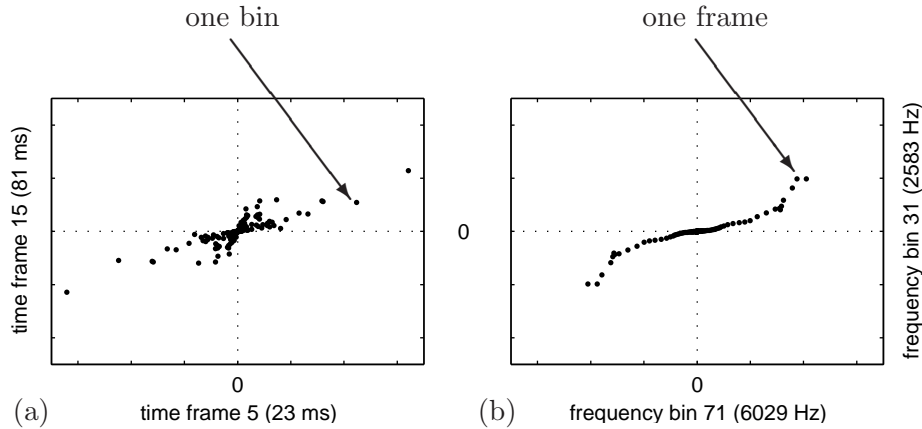 one bin
one frame
time frame 15 (81 ms)
0
frequency bin 31 (2583 Hz)
0
0
(a)
time frame 5 (23 ms)
(b)
frequency bin 71 (6029 Hz)